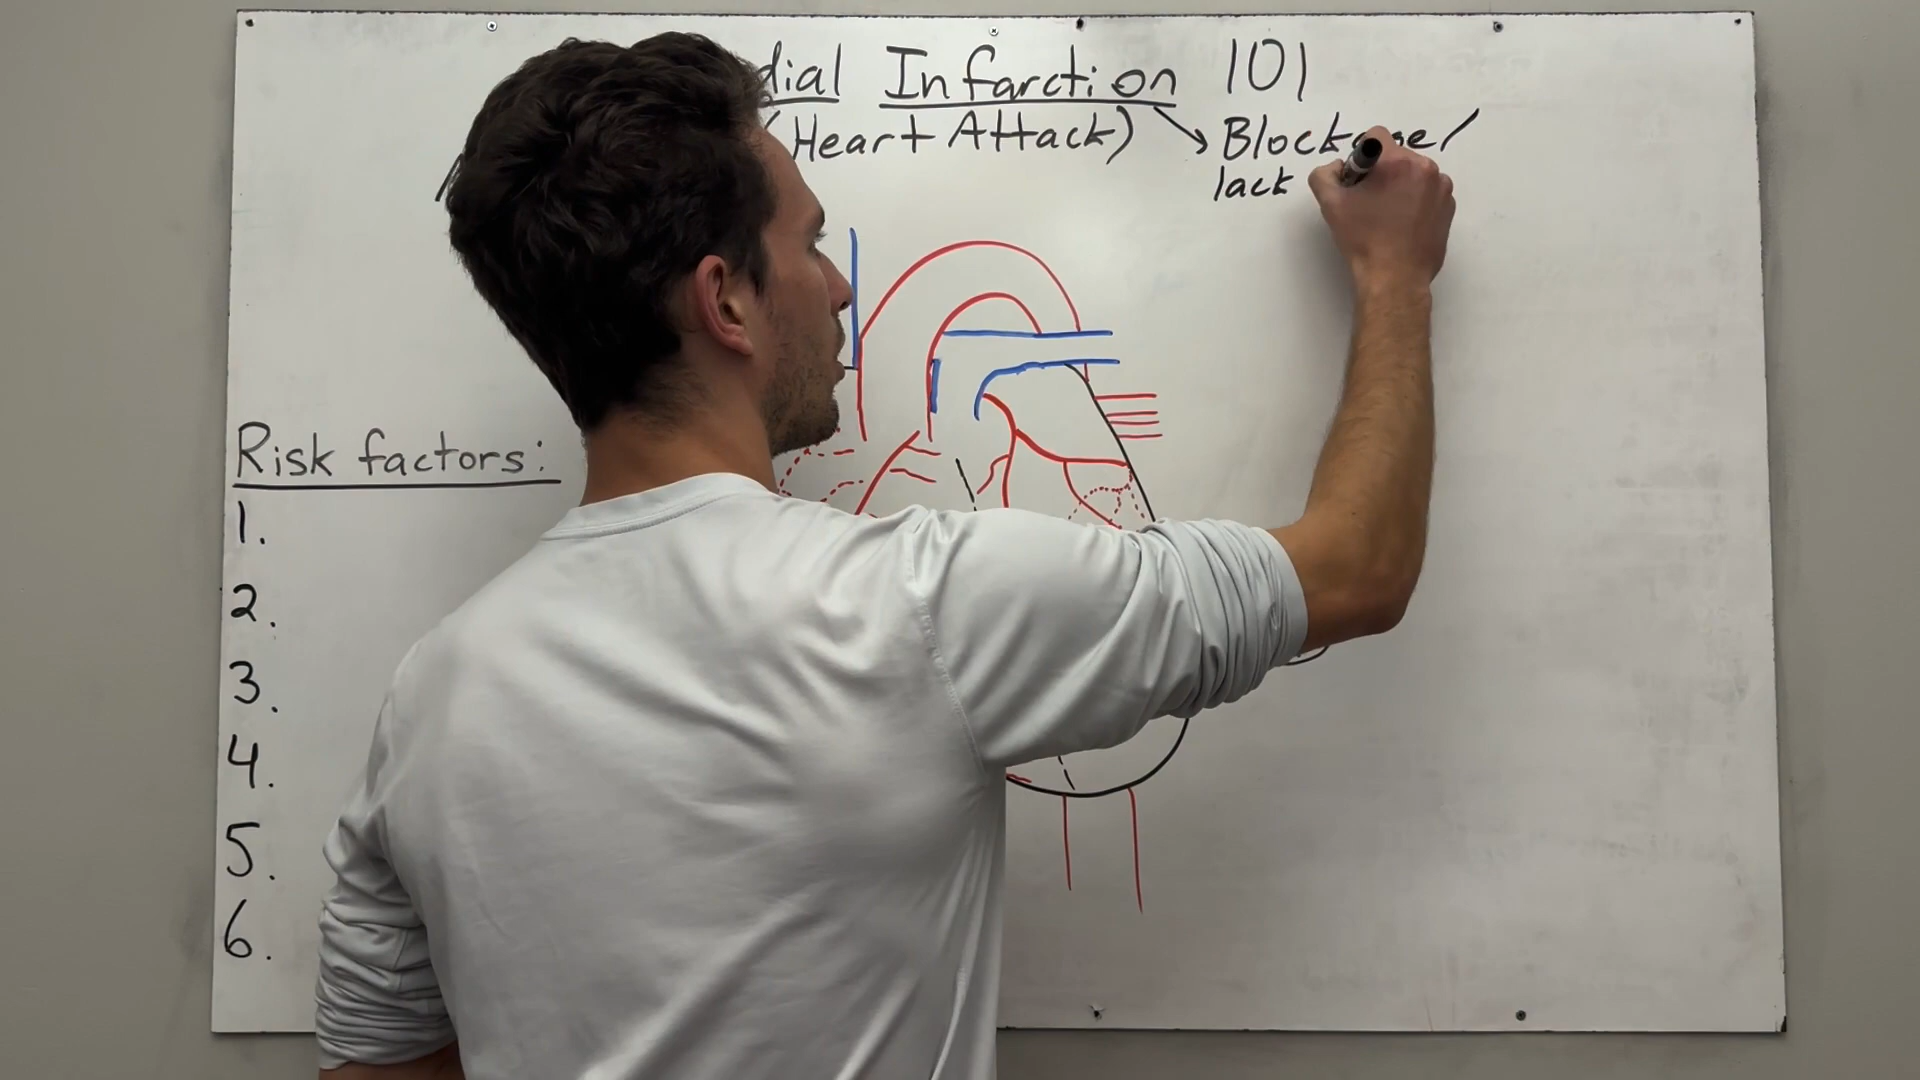 dial Infarction 101
(Heart Attack) → Blockage/
lack
Risk factors:
1.
2.
3.
4.
5.
6.